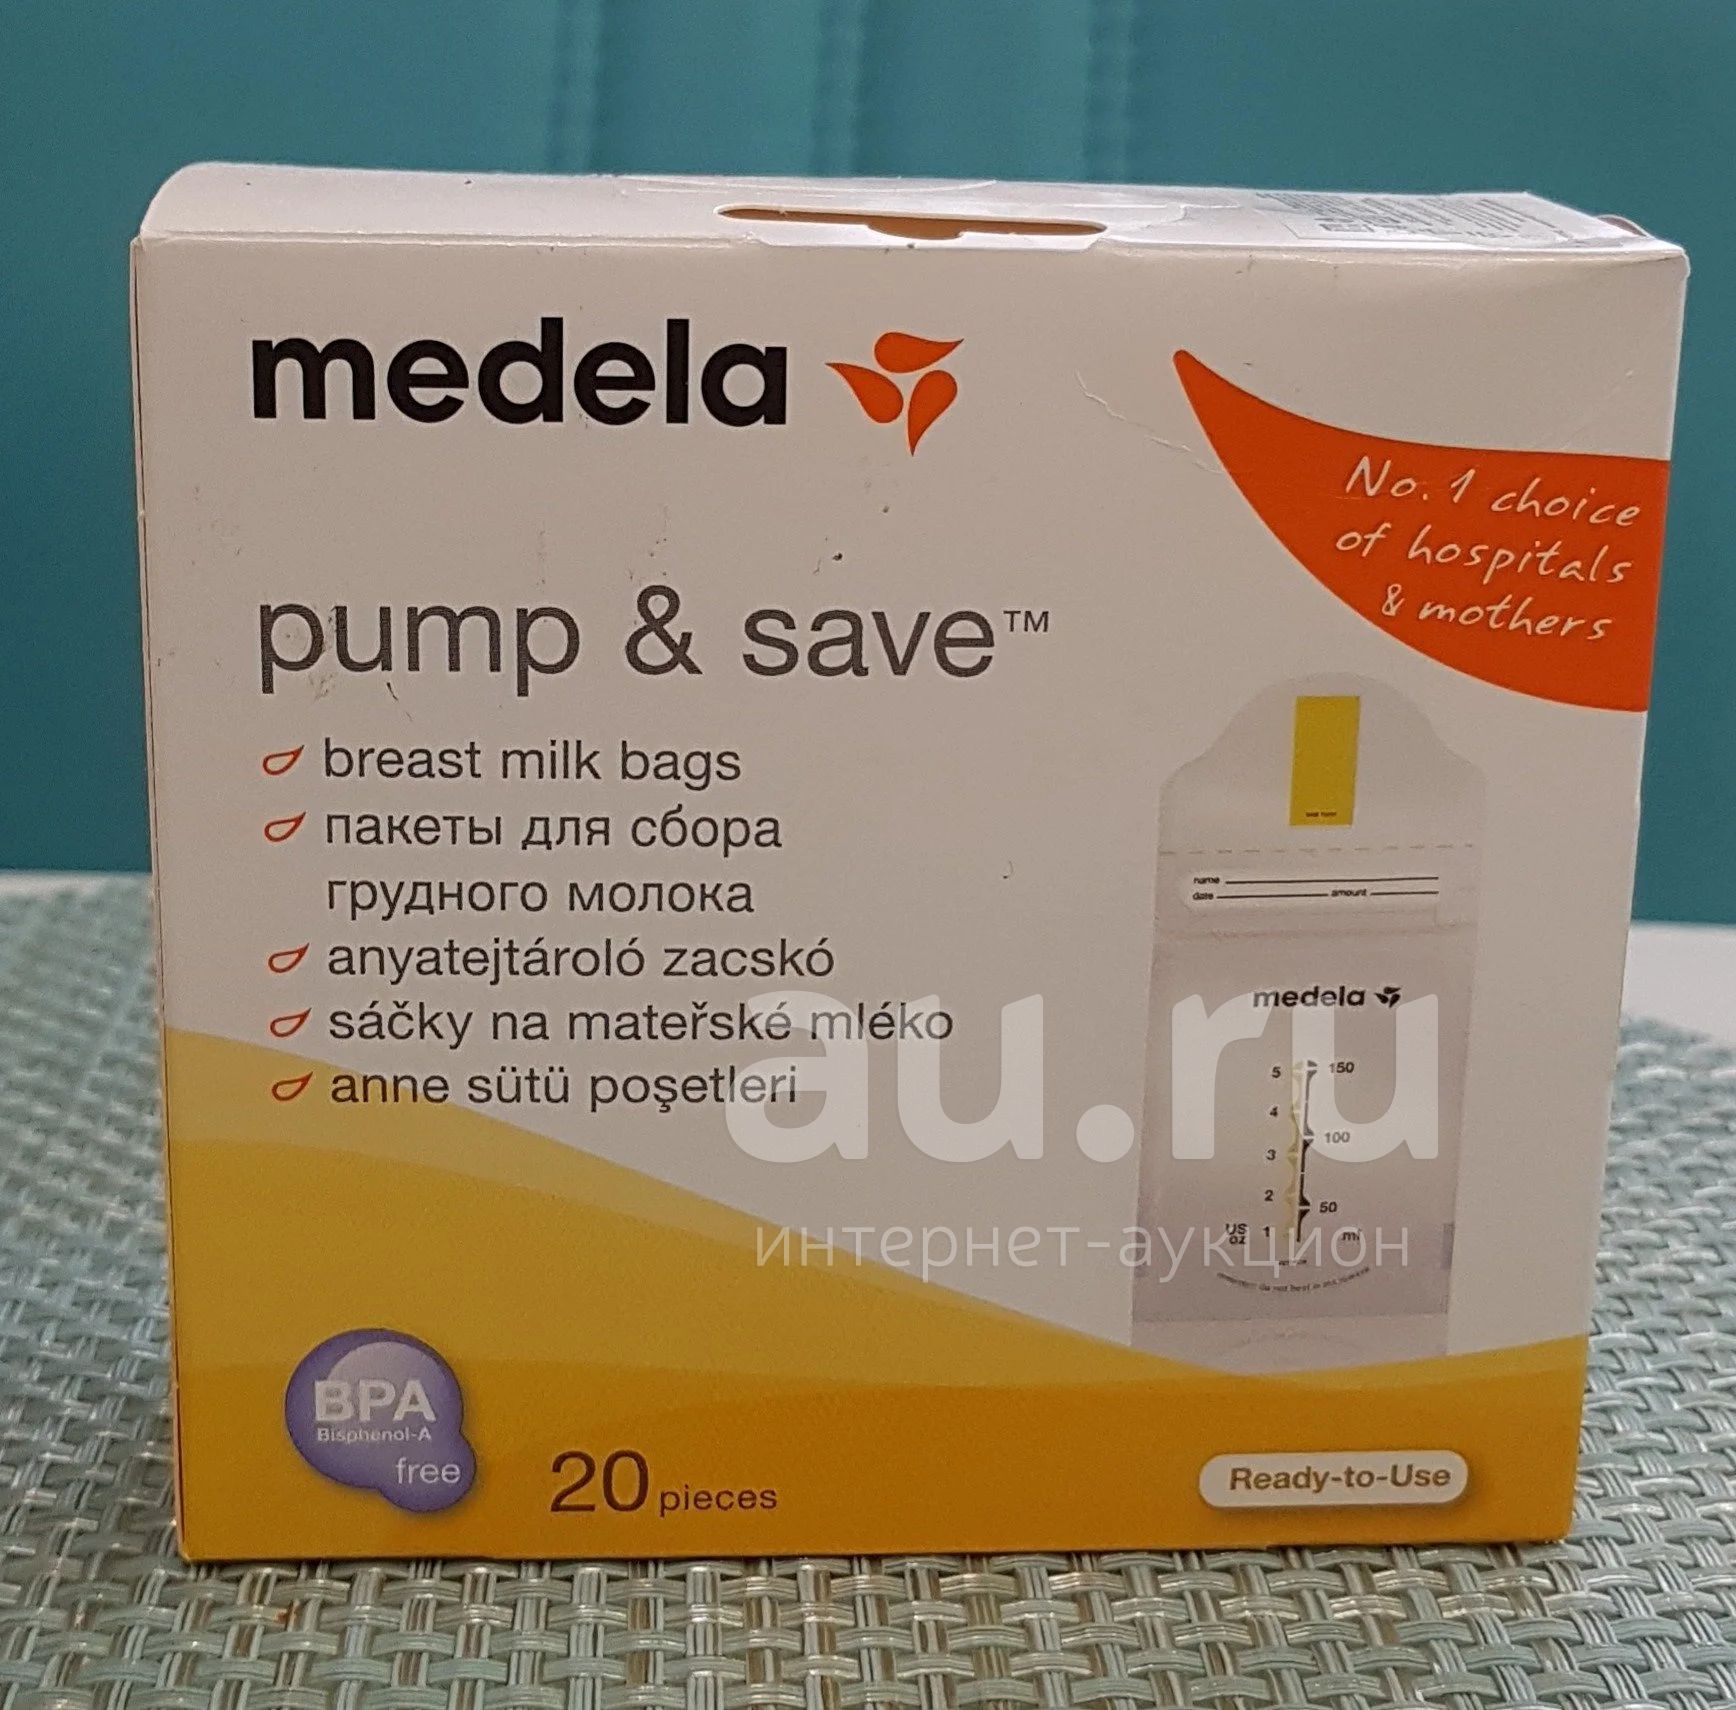 medela
No. 1 choice
of hospitals
& mothers
pump & save™
breast milk bags
пакеты для сбора
грудного молока
anyatejtároló zacskó
sáčky na mateřské mléko
anne sütü poşetleri
name
date amount
medela
5 150
4
100
3
2
50
US
oz 1 ml
au.ru
интернет-аукцион
BPA
Bisphenol-A
free
20 pieces
Ready-to-Use